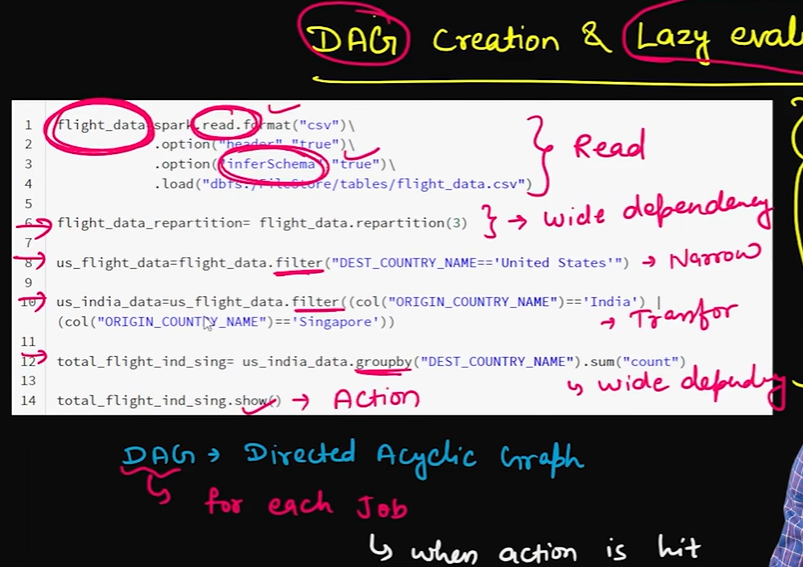 DAG Creation & Lazy eval
1 flight_data=spark.read.format("csv")\
2 .option("header","true")\
3 .option("inferSchema","true")\
4 .load("dbfs:/FileStore/tables/flight_data.csv")
Read
5
6 flight_data_repartition= flight_data.repartition(3) → wide dependency
7
8 us_flight_data=flight_data.filter("DEST_COUNTRY_NAME=='United States'") → Narrow
9
10 us_india_data=us_flight_data.filter((col("ORIGIN_COUNTRY_NAME")=='India') |
(col("ORIGIN_COUNTRY_NAME")=='Singapore')) → Transfor
11
12 total_flight_ind_sing= us_india_data.groupby("DEST_COUNTRY_NAME").sum("count")
13 wide dependency
14 total_flight_ind_sing.show() → Action
DAG → Directed Acyclic Graph
for each Job
when action is hit